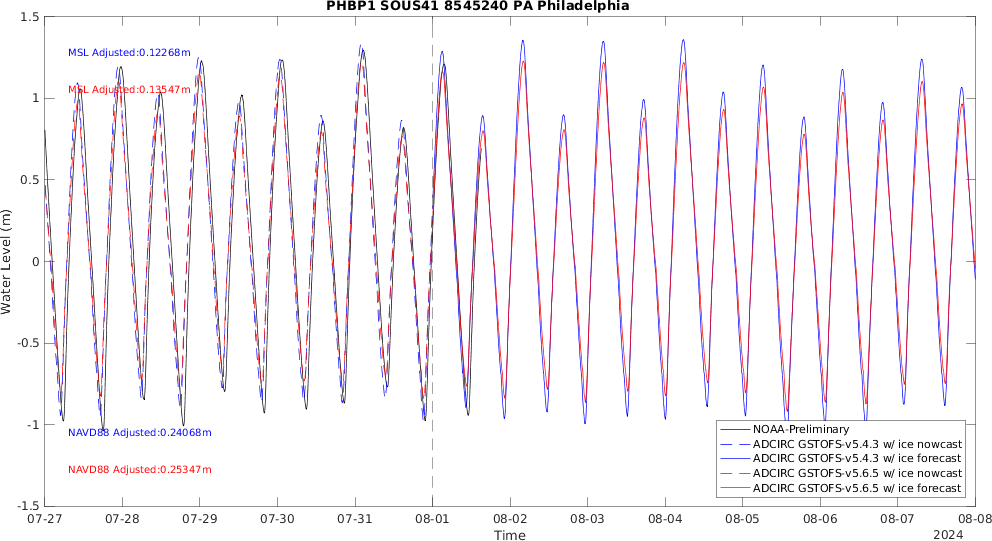 PHBP1 SOUS41 8545240 PA Philadelphia
1.5
1
0.5
0
-0.5
-1
-1.5
Water Level (m)
MSL Adjusted:0.12268m
MSL Adjusted:0.13547m
NAVD88 Adjusted:0.24068m
NAVD88 Adjusted:0.25347m
NOAA-Preliminary
ADCIRC GSTOFS-v5.4.3 w/ ice nowcast
ADCIRC GSTOFS-v5.4.3 w/ ice forecast
ADCIRC GSTOFS-v5.6.5 w/ ice nowcast
ADCIRC GSTOFS-v5.6.5 w/ ice forecast
07-27 07-28 07-29 07-30 07-31 08-01 08-02 08-03 08-04 08-05 08-06 08-07 08-08
Time
2024